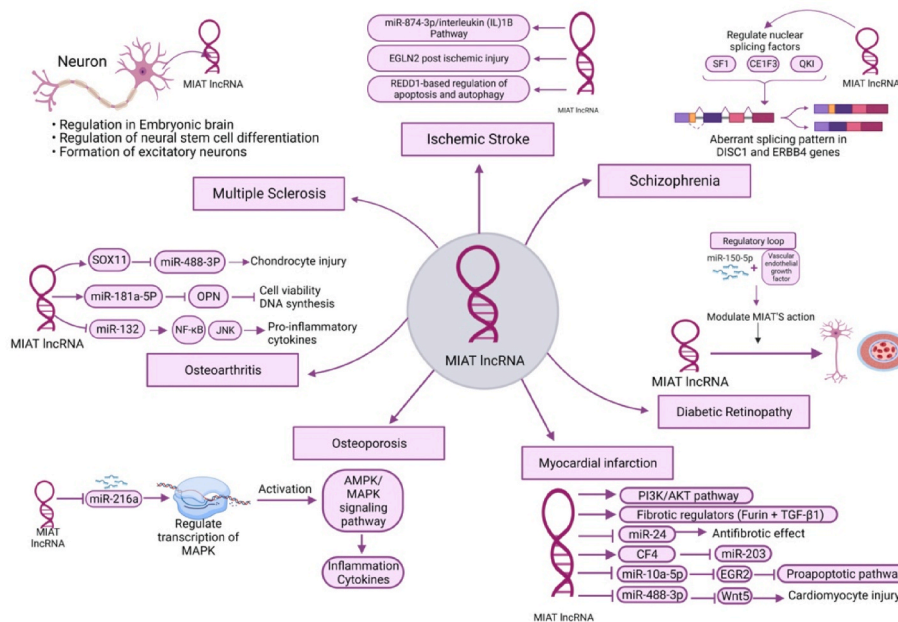 Neuron
MIAT lncRNA
• Regulation in Embryonic brain
• Regulation of neural stem cell differentiation
• Formation of excitatory neurons
Multiple Sclerosis
miR-874-3p/interleukin (IL)1B
Pathway
EGLN2 post ischemic injury
REDD1-based regulation of
apoptosis and autophagy
MIAT lncRNA
Ischemic Stroke
Regulate nuclear
splicing factors
SF1
CE1F3
QKI
MIAT lncRNA
Aberrant splicing pattern in
DISC1 and ERBB4 genes
Schizophrenia
SOX11
miR-488-3P
Chondrocyte injury
miR-181a-5P
OPN
Cell viability
DNA synthesis
miR-132
NF-κB
JNK
Pro-inflammatory
cytokines
MIAT lncRNA
Osteoarthritis
MIAT lncRNA
Regulatory loop
miR-150-5p
+
Vascular
endothelial
growth
factor
Modulate MIAT'S action
MIAT lncRNA
Diabetic Retinopathy
Osteoporosis
miR-216a
MIAT
lncRNA
Regulate
transcription of
MAPK
Activation
AMPK/
MAPK
signaling
pathway
Inflammation
Cytokines
Myocardial infarction
PI3K/AKT pathway
Fibrotic regulators (Furin + TGF-β1)
miR-24
Antifibrotic effect
CF4
miR-203
miR-10a-5p
EGR2
Proapoptotic pathway
miR-488-3p
Wnt5
Cardiomyocyte injury
MIAT lncRNA